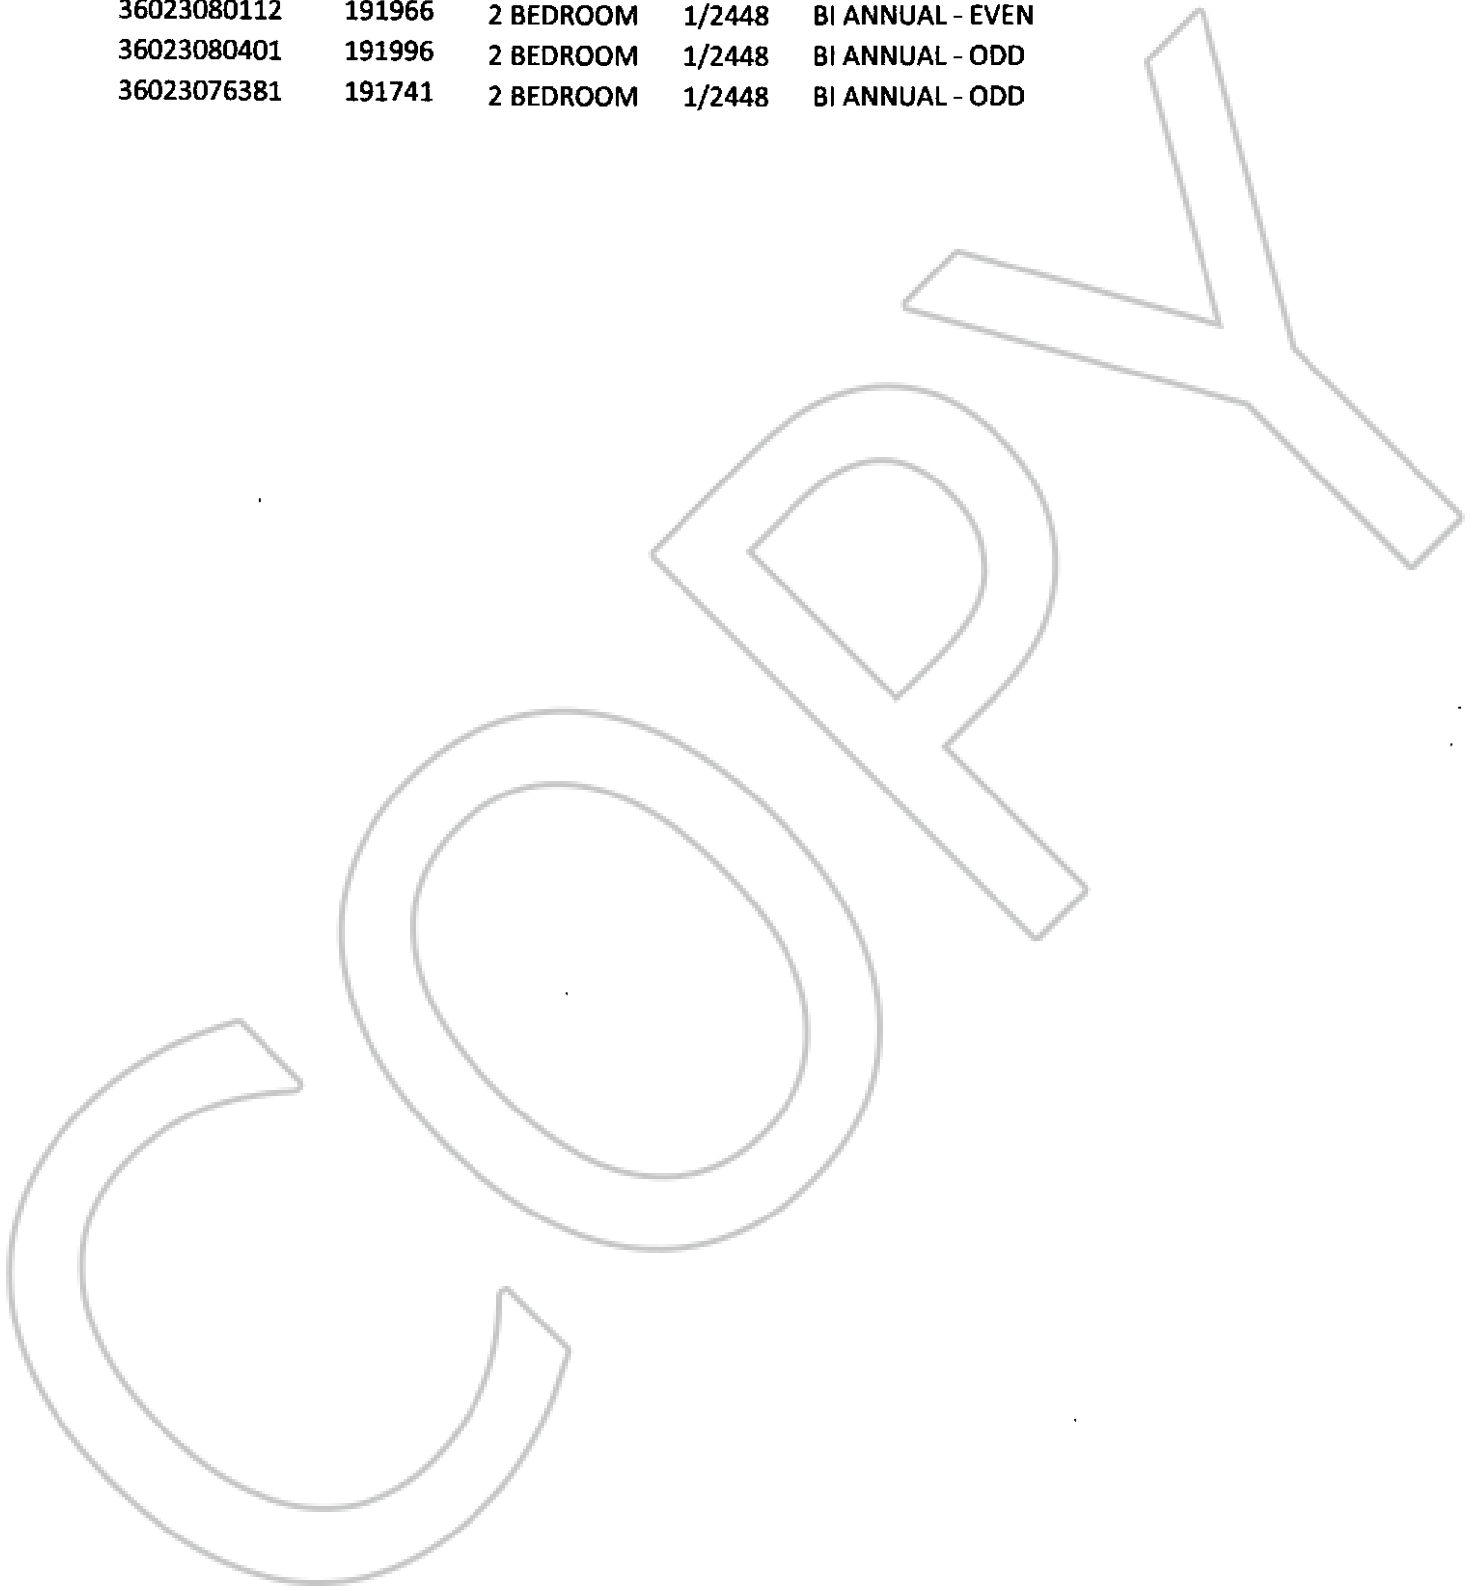 36023080112 191966 2 BEDROOM 1/2448 BI ANNUAL - EVEN
36023080401 191996 2 BEDROOM 1/2448 BI ANNUAL - ODD
36023076381 191741 2 BEDROOM 1/2448 BI ANNUAL - ODD
COPY